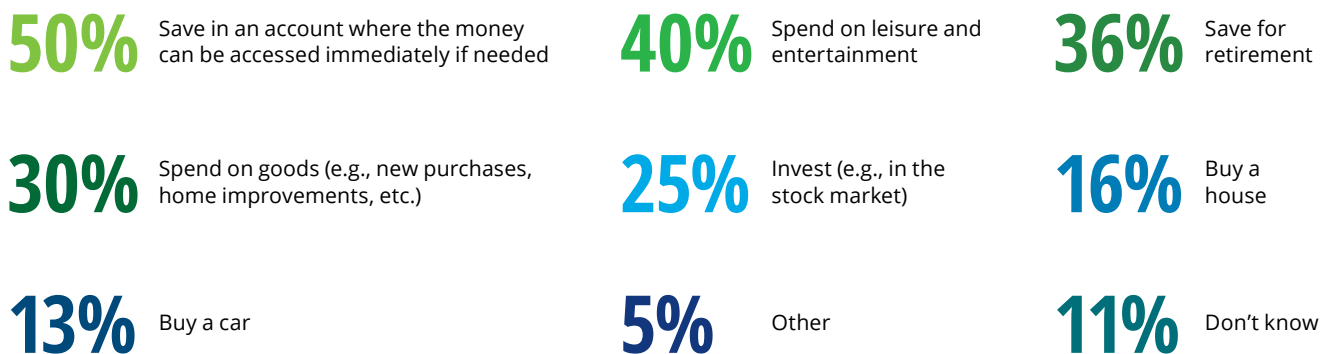 50% Save in an account where the money
can be accessed immediately if needed
40% Spend on leisure and
entertainment
36% Save for
retirement
30% Spend on goods (e.g., new purchases,
home improvements, etc.)
25% Invest (e.g., in the
stock market)
16% Buy a
house
13% Buy a car
5% Other
11% Don’t know